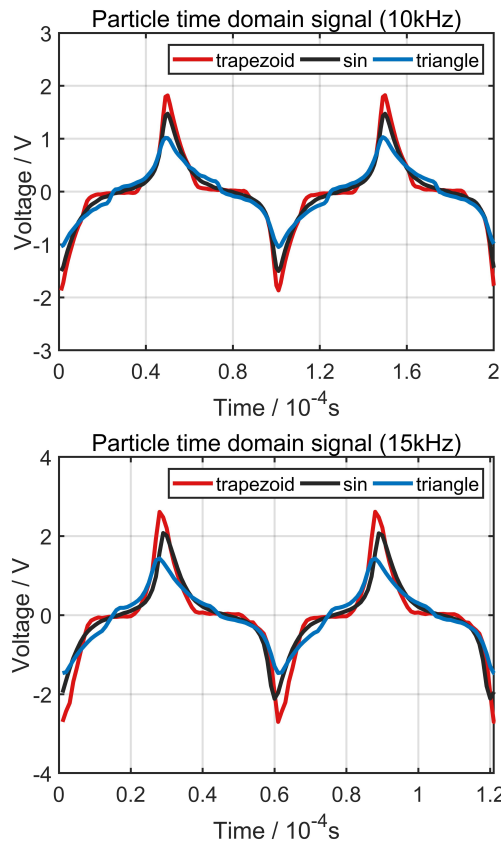 Particle time domain signal (10kHz)
3
trapezoid sin triangle
2
1
0
-1
-2
-3
Voltage / V
0 0.4 0.8 1.2 1.6 2
Time / 10-4s
Particle time domain signal (15kHz)
4
trapezoid sin triangle
2
0
-2
-4
Voltage / V
0 0.2 0.4 0.6 0.8 1 1.2
Time / 10-4s